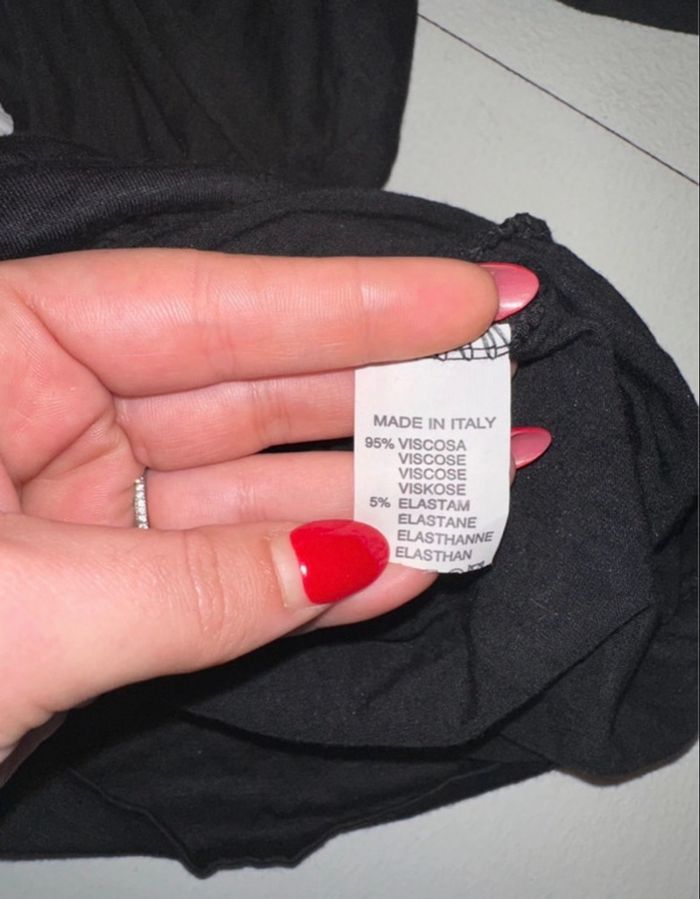 MADE IN ITALY
95% VISCOSA
VISCOSE
VISCOSE
VISKOSE
5% ELASTAM
ELASTANE
ELASTHANNE
ELASTHAN